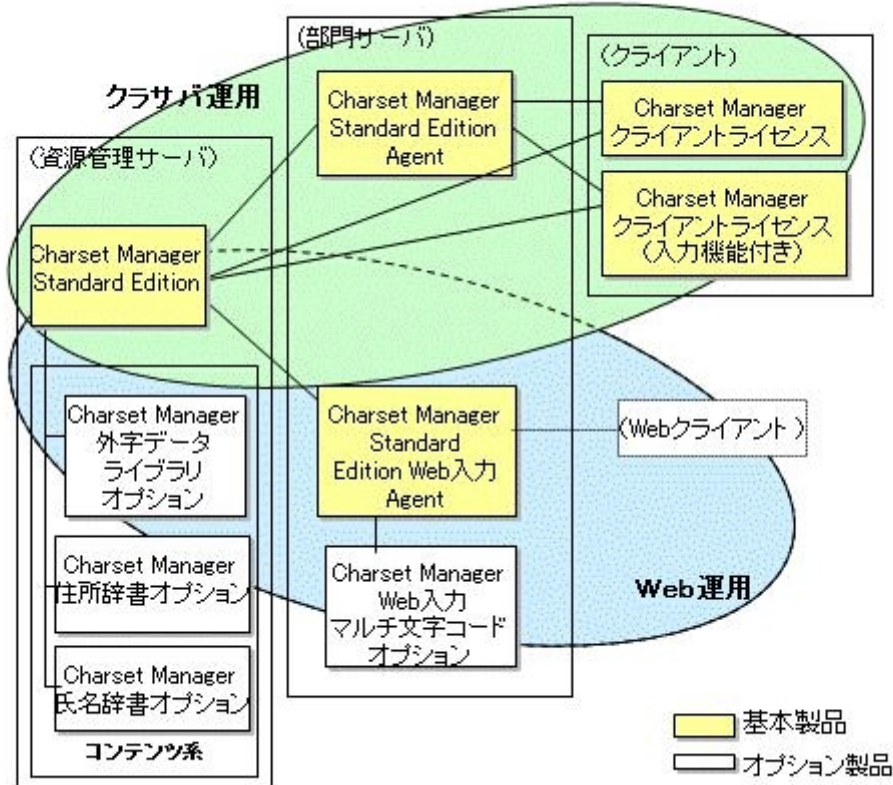 (部門サーバ)
(クライアント)
クラサバ運用
Charset Manager
Standard Edition
Agent
Charset Manager
クライアントライセンス
(資源管理サーバ)
Charset Manager
クライアントライセンス
(入力機能付き)
Charset Manager
Standard Edition
Charset Manager
外字データ
ライブラリ
オプション
Charset Manager
Standard
Edition Web入力
Agent
(Webクライアント)
Charset Manager
住所辞書オプション
Charset Manager
Web入力
マルチ文字コード
オプション
Web運用
Charset Manager
氏名辞書オプション
コンテンツ系
基本製品
オプション製品